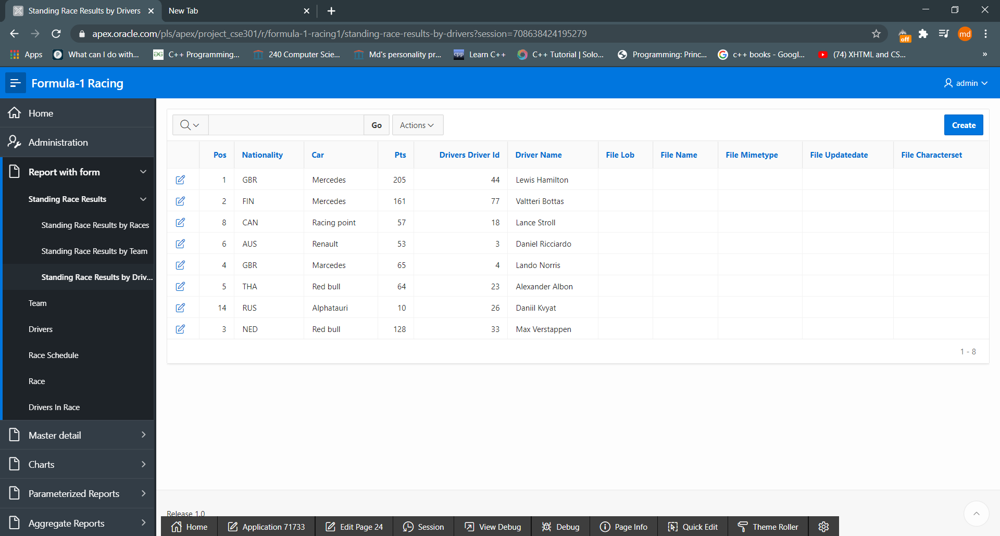 Standing Race Results by Drivers
New Tab
apex.oracle.com/pls/apex/project_cse301/r/formula-1-racing1/standing-race-results-by-drivers?session=708638424195279
off
md
Apps
What can I do with...
C++ Programming...
240 Computer Scie...
Md's personality pr...
cpp
Learn C++
C++ Tutorial | Solo...
Programming: Princ...
c++ books - Googl...
(74) XHTML and CS...
»
Formula-1 Racing
admin
Home
Administration
Report with form
Standing Race Results
Standing Race Results by Races
Standing Race Results by Team
Standing Race Results by Driv...
Team
Drivers
Race Schedule
Race
Drivers In Race
Master detail
Charts
Parameterized Reports
Aggregate Reports
Go
Actions
Create
Pos Nationality Car Pts Drivers Driver Id Driver Name File Lob File Name File Mimetype File Updatedate File Characterset
1 GBR Mercedes 205 44 Lewis Hamilton
2 FIN Mercedes 161 77 Valtteri Bottas
8 CAN Racing point 57 18 Lance Stroll
6 AUS Renault 53 3 Daniel Ricciardo
4 GBR Marcedes 65 4 Lando Norris
5 THA Red bull 64 23 Alexander Albon
14 RUS Alphatauri 10 26 Daniil Kvyat
3 NED Red bull 128 33 Max Verstappen
1 - 8
Release 1.0
Home
Application 71733
Edit Page 24
Session
View Debug
Debug
Page Info
Quick Edit
Theme Roller